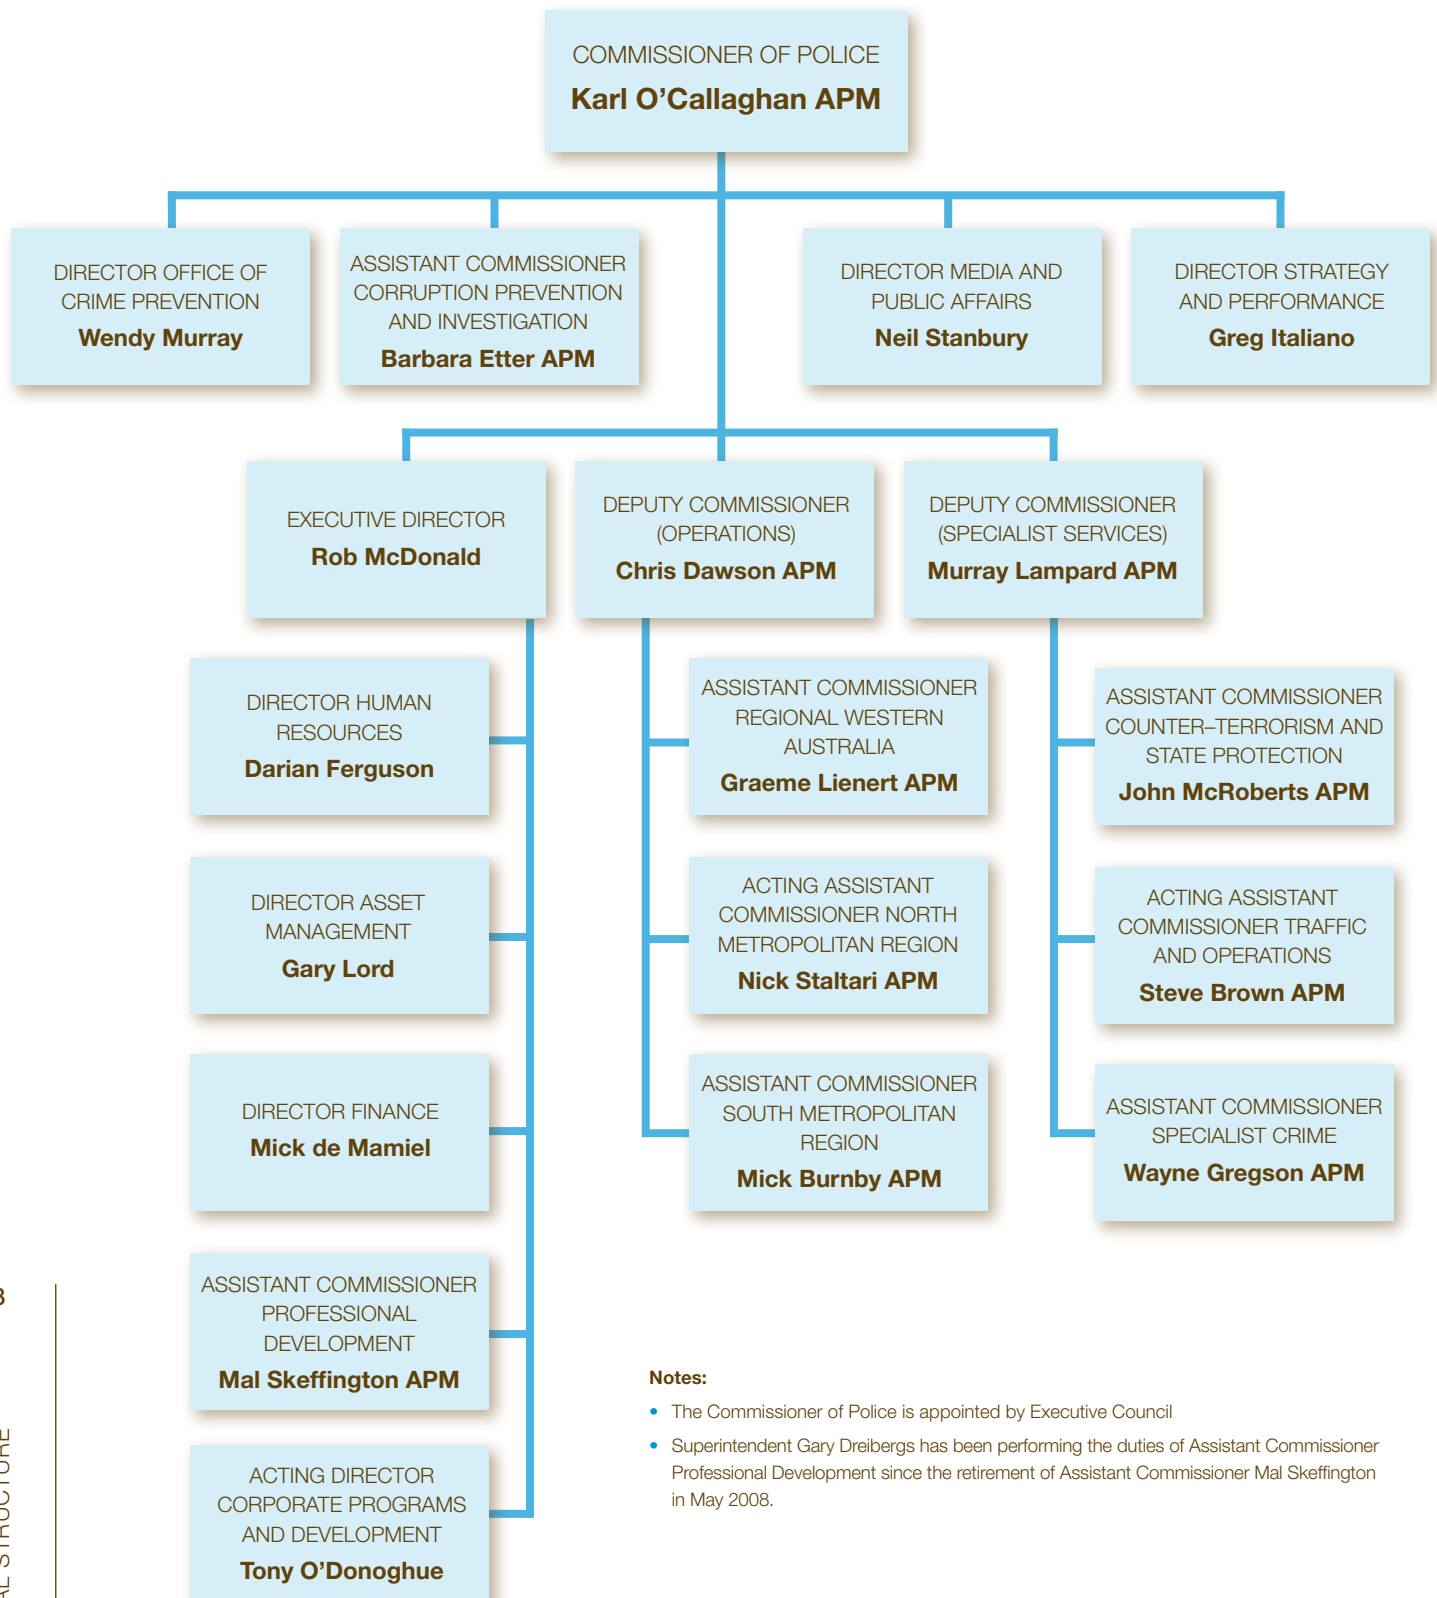 COMMISSIONER OF POLICE
Karl O’Callaghan APM
DIRECTOR OFFICE OF
CRIME PREVENTION
Wendy Murray
ASSISTANT COMMISSIONER
CORRUPTION PREVENTION
AND INVESTIGATION
Barbara Etter APM
DIRECTOR MEDIA AND
PUBLIC AFFAIRS
Neil Stanbury
DIRECTOR STRATEGY
AND PERFORMANCE
Greg Italiano
EXECUTIVE DIRECTOR
Rob McDonald
DEPUTY COMMISSIONER
(OPERATIONS)
Chris Dawson APM
DEPUTY COMMISSIONER
(SPECIALIST SERVICES)
Murray Lampard APM
DIRECTOR HUMAN
RESOURCES
Darian Ferguson
DIRECTOR ASSET
MANAGEMENT
Gary Lord
DIRECTOR FINANCE
Mick de Mamiel
ASSISTANT COMMISSIONER
PROFESSIONAL
DEVELOPMENT
Mal Skeffington APM
ACTING DIRECTOR
CORPORATE PROGRAMS
AND DEVELOPMENT
Tony O’Donoghue
ASSISTANT COMMISSIONER
REGIONAL WESTERN
AUSTRALIA
Graeme Lienert APM
ACTING ASSISTANT
COMMISSIONER NORTH
METROPOLITAN REGION
Nick Staltari APM
ASSISTANT COMMISSIONER
SOUTH METROPOLITAN
REGION
Mick Burnby APM
ASSISTANT COMMISSIONER
COUNTER–TERRORISM AND
STATE PROTECTION
John McRoberts APM
ACTING ASSISTANT
COMMISSIONER TRAFFIC
AND OPERATIONS
Steve Brown APM
ASSISTANT COMMISSIONER
SPECIALIST CRIME
Wayne Gregson APM
Notes:
• The Commissioner of Police is appointed by Executive Council
• Superintendent Gary Dreibergs has been performing the duties of Assistant Commissioner
Professional Development since the retirement of Assistant Commissioner Mal Skeffington
in May 2008.
STRUCTURE